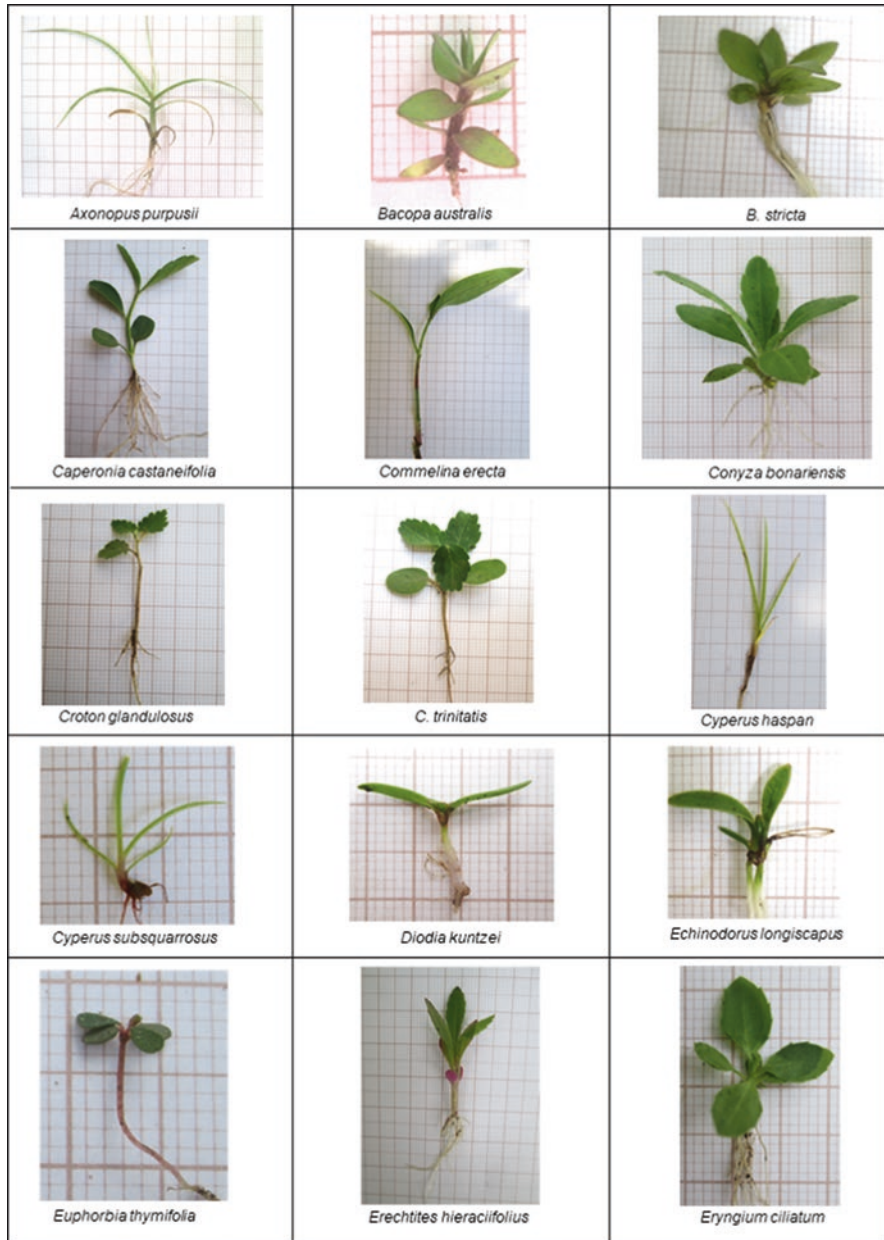 Axonopus purpusii
Bacopa australis
B. stricta
Caperonia castaneifolia
Commelina erecta
Conyza bonariensis
Croton glandulosus
C. trinitatis
Cyperus haspan
Cyperus subsquarrosus
Diodia kuntzei
Echinodorus longiscapus
Euphorbia thymifolia
Erechtites hieraciifolius
Eryngium ciliatum